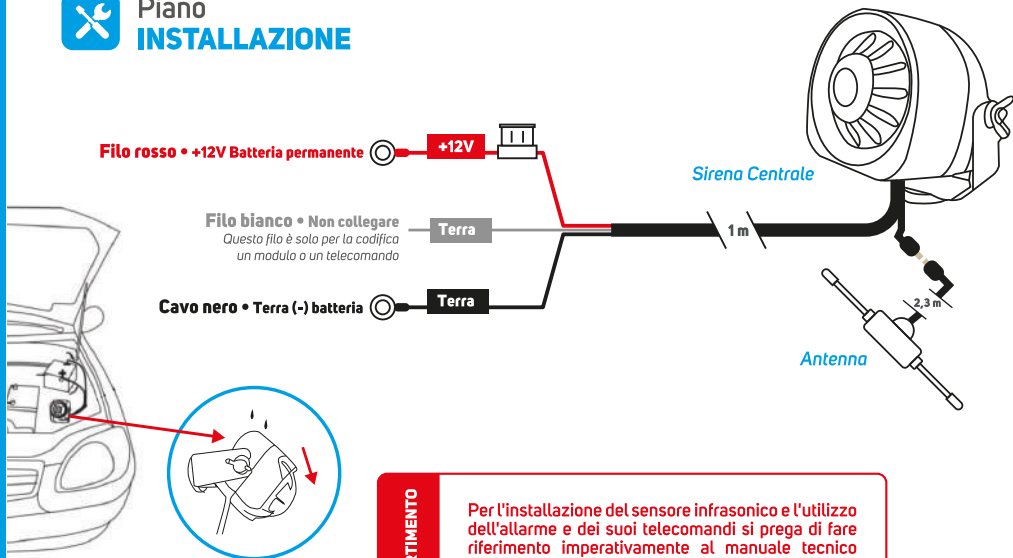 Piano
INSTALLAZIONE
Filo rosso • +12V Batteria permanente
+12V
Sirena Centrale
Filo bianco • Non collegare
Questo filo è solo per la codifica
un modulo o un telecomando
Terra
1 m
Cavo nero • Terra (-) batteria
Terra
2,3 m
Antenna
Per l'installazione del sensore infrasonico e l'utilizzo
dell'allarme e dei suoi telecomandi si prega di fare
riferimento imperativamente al manuale tecnico